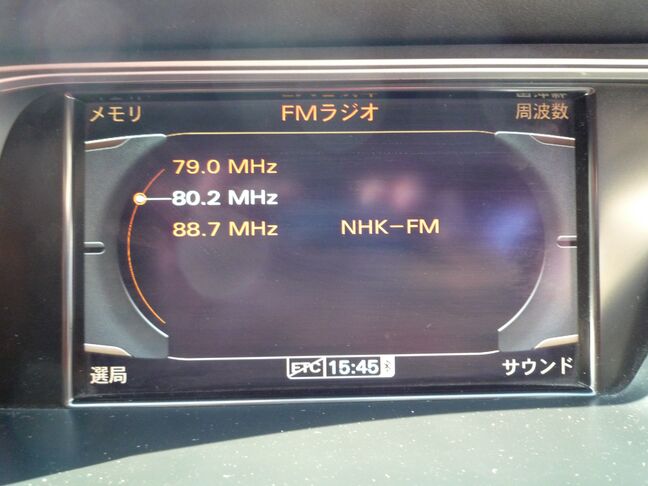 メモリ
FMラジオ
周波数
79.0 MHz
80.2 MHz
88.7 MHz NHK-FM
選局
ETC 15:45
サウンド